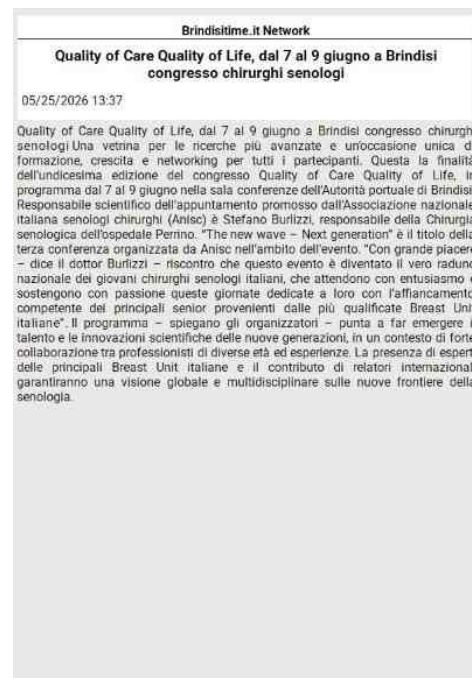 Brindisitime.it Network
Quality of Care Quality of Life, dal 7 al 9 giugno a Brindisi
congresso chirurghi senologi
05/25/2026 13:37
Quality of Care Quality of Life, dal 7 al 9 giugno a Brindisi congresso chirurgh
senologi Una vetrina per le ricerche più avanzate e un'occasione unica d
formazione, crescita e networking per tutti i partecipanti. Questa la finalità
dell'undicesima edizione del congresso Quality of Care Quality of Life, in
programma dal 7 al 9 giugno nella sala conferenze dell'Autorità portuale di Brindisi
Responsabile scientifico dell'appuntamento promosso dall'Associazione nazionale
italiana senologi chirurghi (Anisc) è Stefano Burlizzi, responsabile della Chirurgia
senologica dell'ospedale Perrino. "The new wave – Next generation" è il titolo della
terza conferenza organizzata da Anisc nell'ambito dell'evento. "Con grande piacere
– dice il dottor Burlizzi – riscontro che questo evento è diventato il vero raduno
nazionale dei giovani chirurghi senologi italiani, che attendono con entusiasmo e
sostengono con passione queste giornate dedicate a loro con l'affiancamento
competente dei principali senior provenienti dalle più qualificate Breast Unit
italiane". Il programma – spiegano gli organizzatori – punta a far emergere i
talento e le innovazioni scientifiche delle nuove generazioni, in un contesto di forte
collaborazione tra professionisti di diverse età ed esperienze. La presenza di espert
delle principali Breast Unit italiane e il contributo di relatori internazional
garantiranno una visione globale e multidisciplinare sulle nuove frontiere della
senologia.